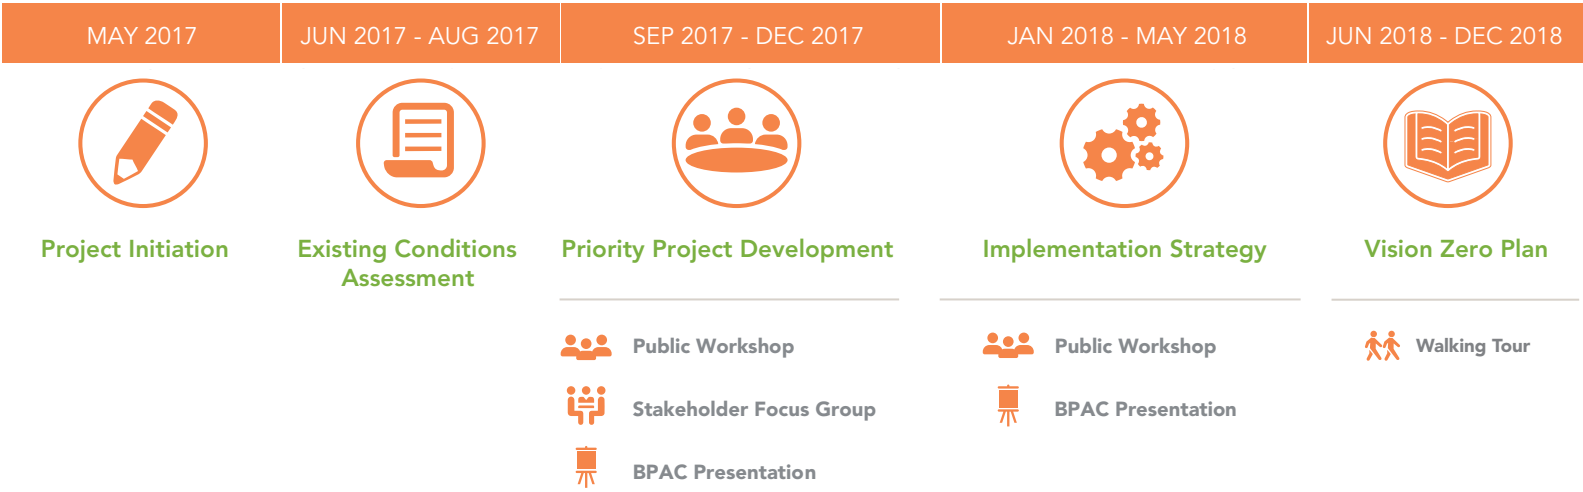 MAY 2017
JUN 2017 - AUG 2017
SEP 2017 - DEC 2017
JAN 2018 - MAY 2018
JUN 2018 - DEC 2018
Project Initiation
Existing Conditions
Assessment
Priority Project Development
Implementation Strategy
Vision Zero Plan
Public Workshop
Stakeholder Focus Group
BPAC Presentation
Public Workshop
BPAC Presentation
Walking Tour